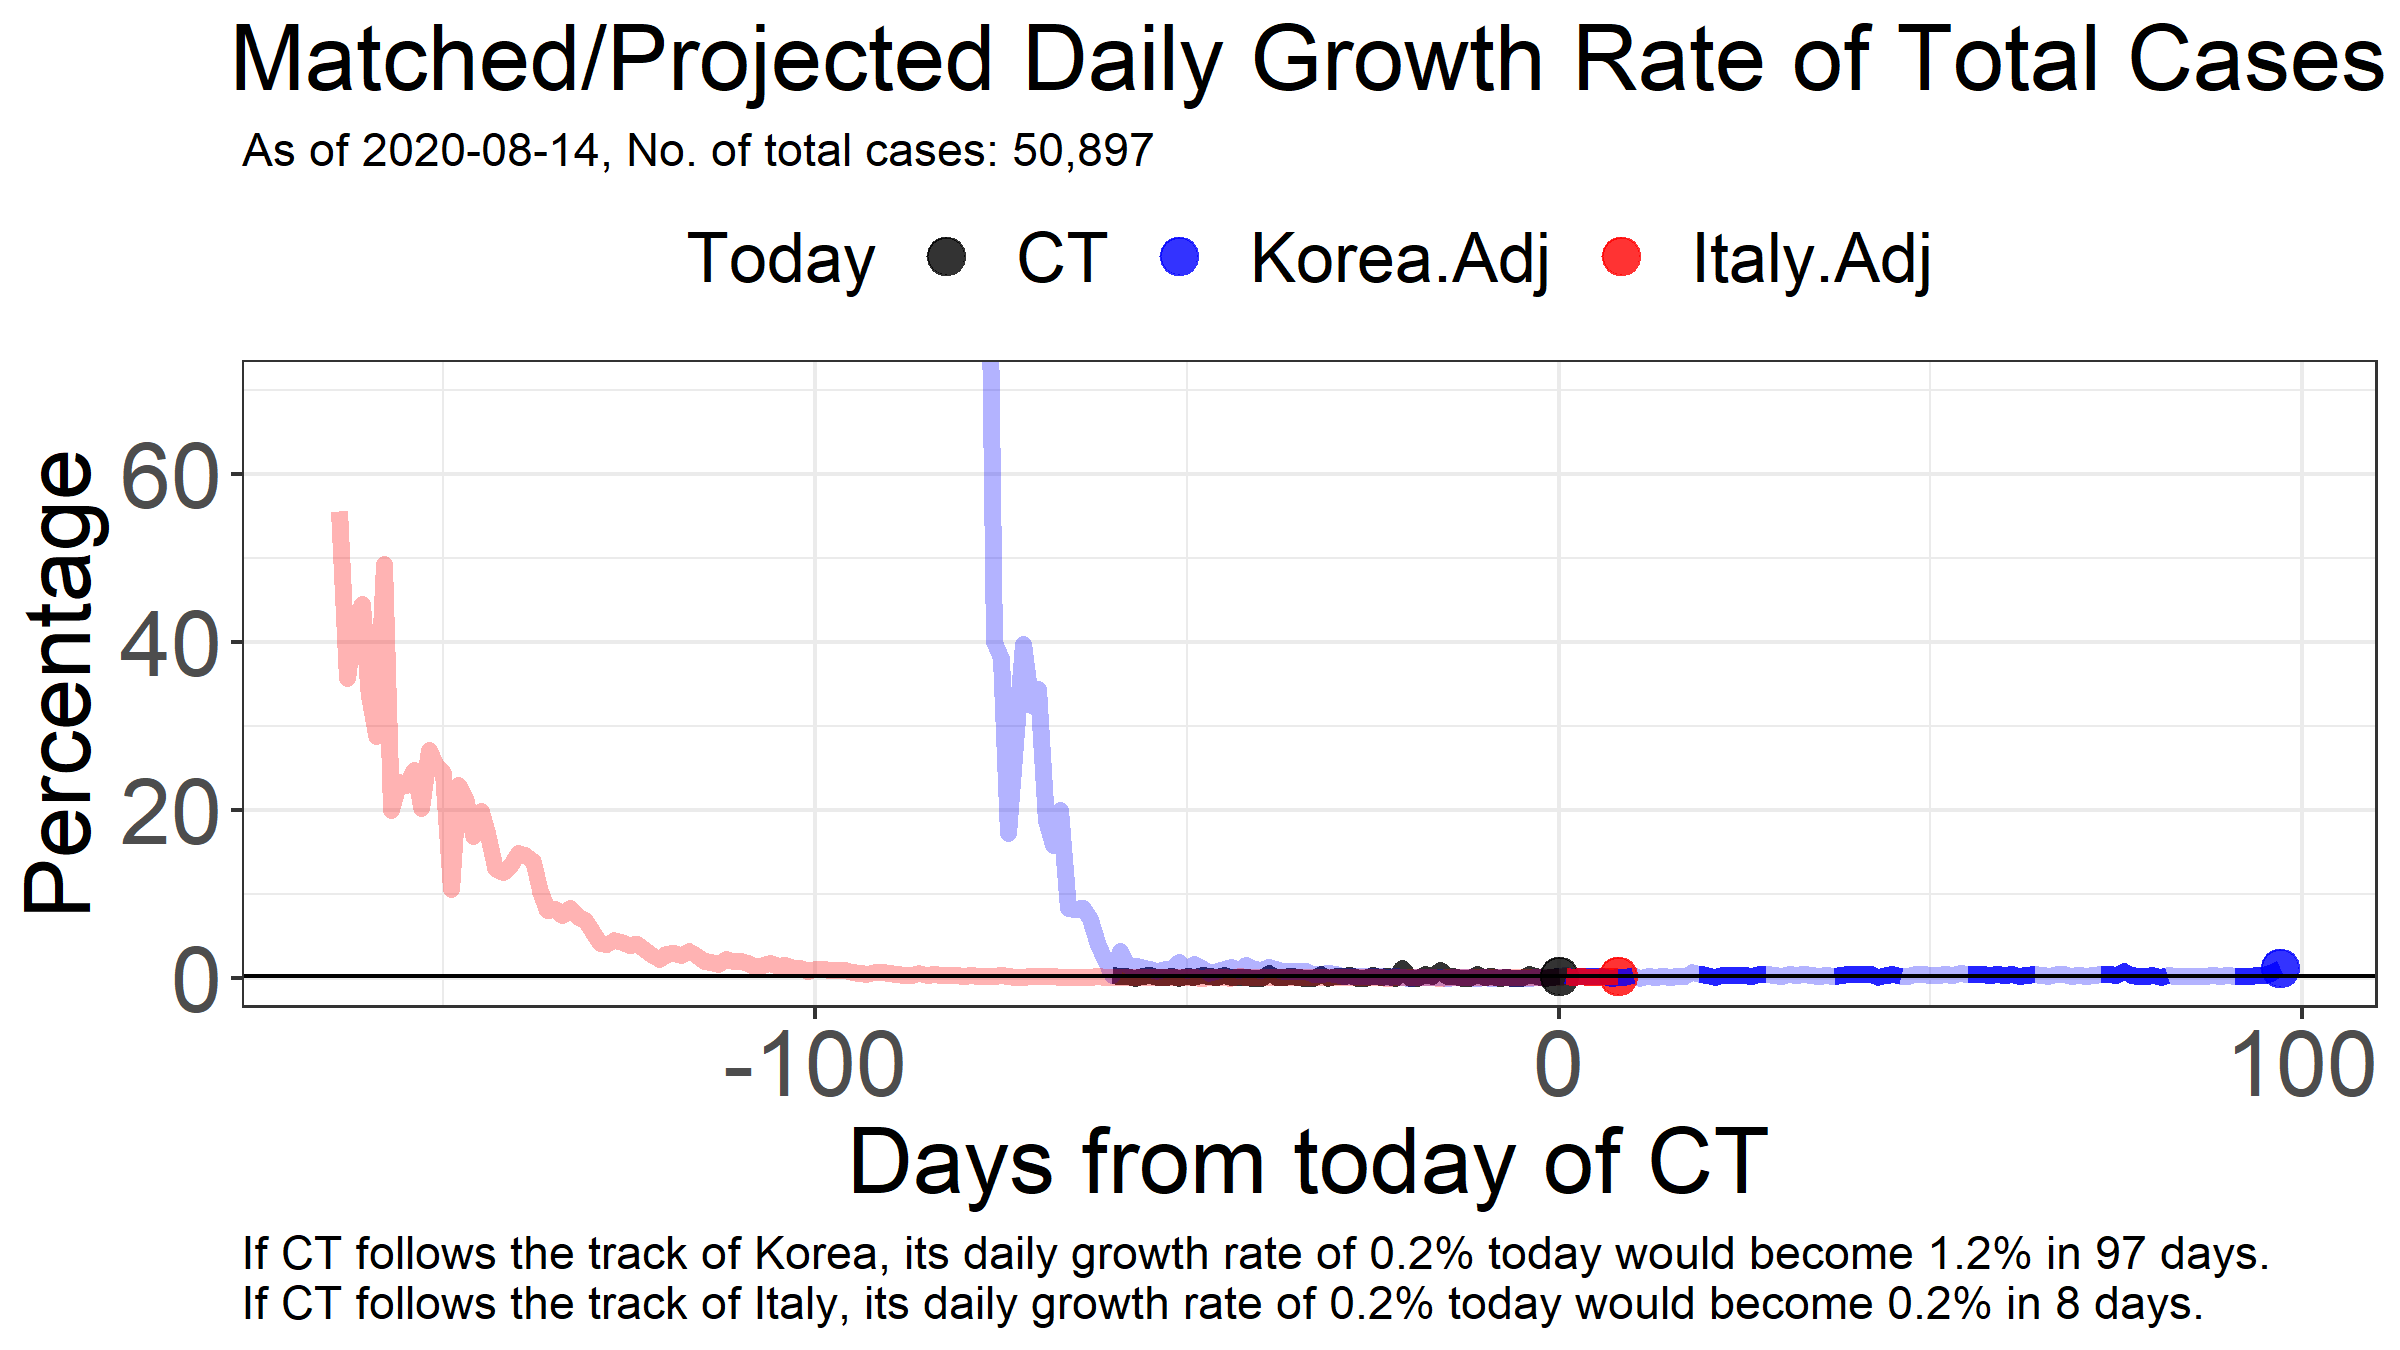 Matched/Projected Daily Growth Rate of Total Cases
As of 2020-08-14, No. of total cases: 50,897
Today CT Korea.Adj Italy.Adj
Percentage
60
40
20
0
-100 0 100
Days from today of CT
If CT follows the track of Korea, its daily growth rate of 0.2% today would become 1.2% in 97 days.
If CT follows the track of Italy, its daily growth rate of 0.2% today would become 0.2% in 8 days.